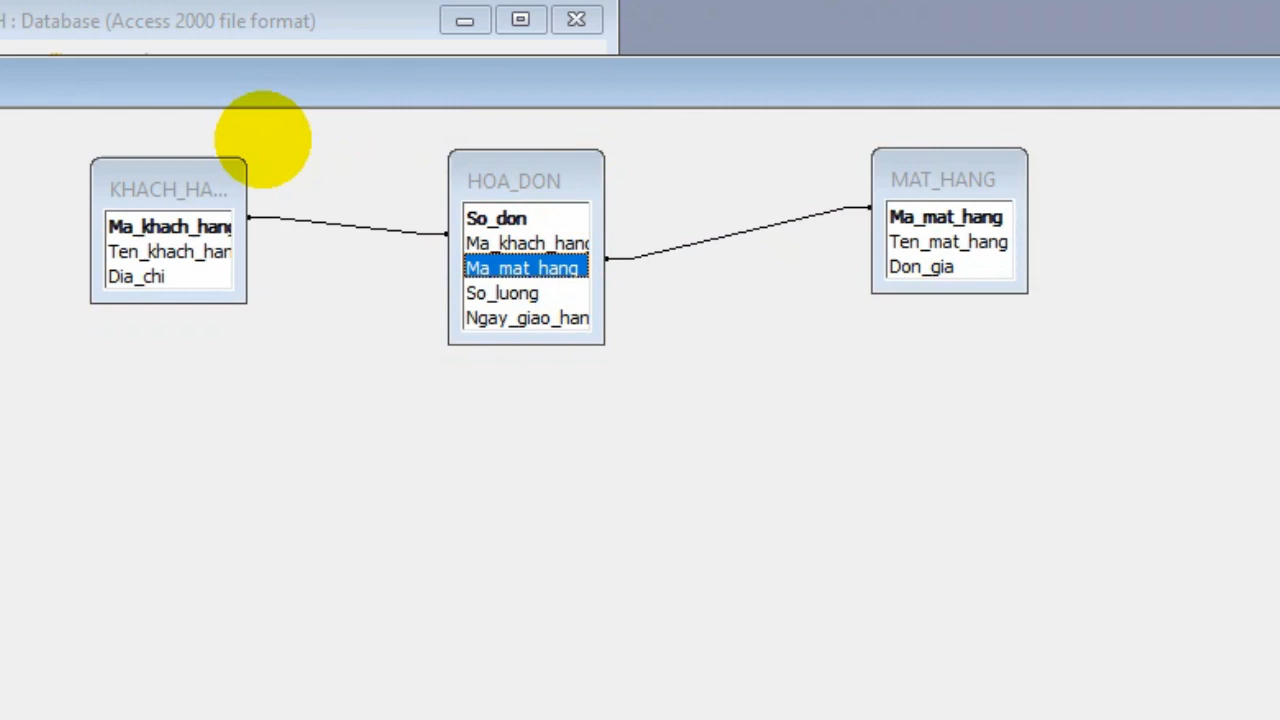 H : Database (Access 2000 file format)
KHACH_HA...
Ma_khach_hang
Ten_khach_han
Dia_chi
HOA_DON
So_don
Ma_khach_hang
Ma_mat_hang
So_luong
Ngay_giao_han
MAT_HANG
Ma_mat_hang
Ten_mat_hang
Don_gia